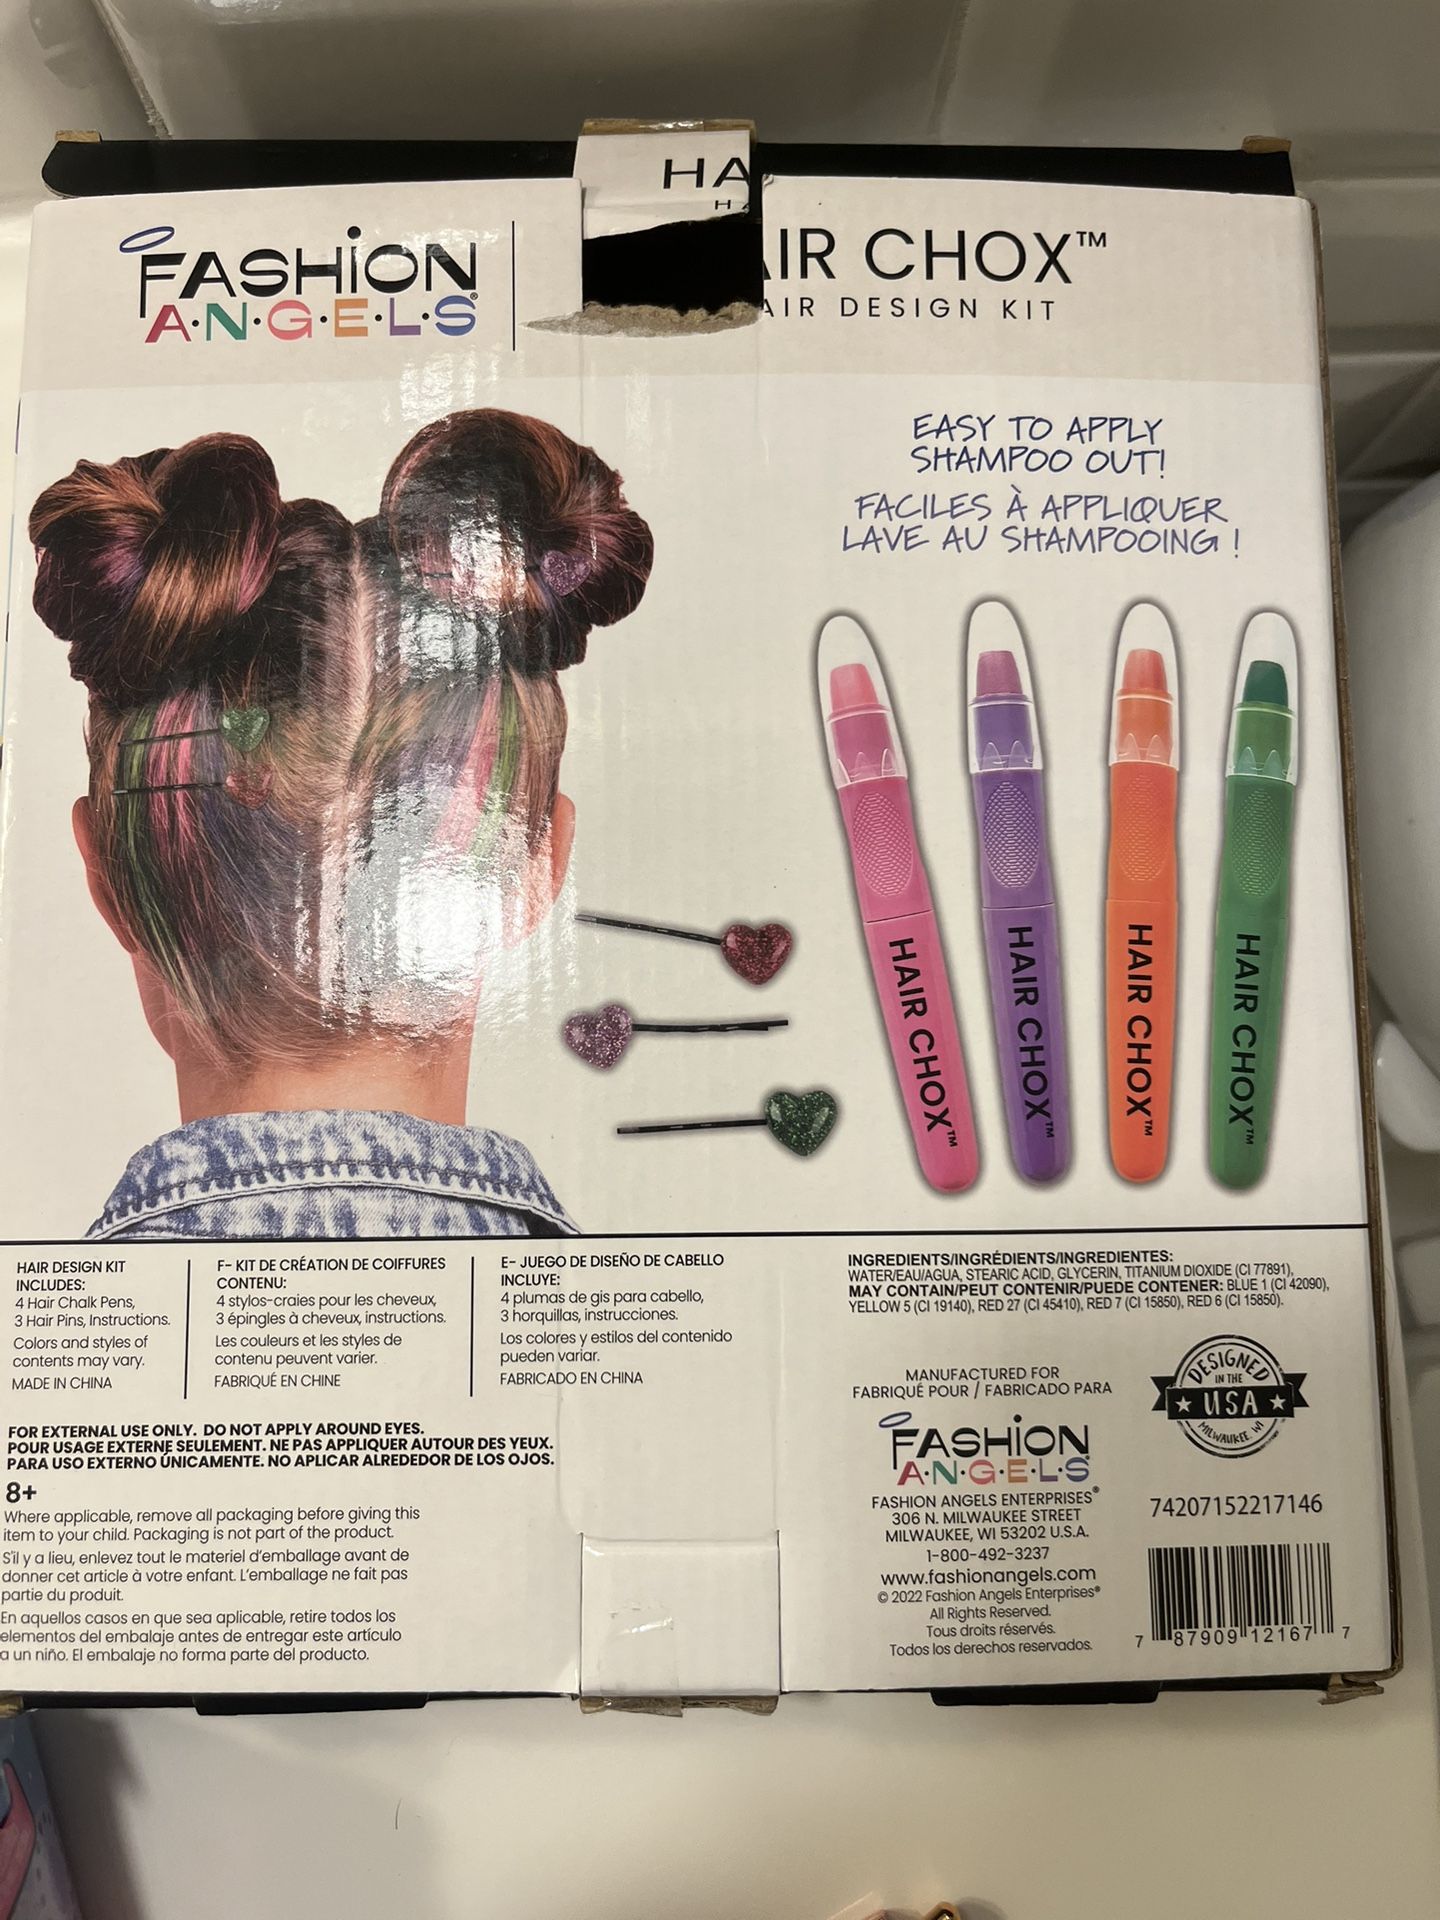 HA
H
FASHION
A·N·G·E·L·S®
AIR CHOX™
AIR DESIGN KIT
EASY TO APPLY
SHAMPOO OUT!
FACILES À APPLIQUER
LAVE AU SHAMPOOING !
HAIR CHOX™
HAIR CHOX™
HAIR CHOX™
HAIR CHOX™
HAIR DESIGN KIT
INCLUDES:
4 Hair Chalk Pens,
3 Hair Pins, Instructions.
Colors and styles of
contents may vary.
MADE IN CHINA
F- KIT DE CRÉATION DE COIFFURES
CONTENU:
4 stylos-craies pour les cheveux,
3 épingles à cheveux, instructions.
Les couleurs et les styles de
contenu peuvent varier.
FABRIQUÉ EN CHINE
E- JUEGO DE DISEÑO DE CABELLO
INCLUYE:
4 plumas de gis para cabello,
3 horquillas, instrucciones.
Los colores y estilos del contenido
pueden variar.
FABRICADO EN CHINA
INGREDIENTS/INGRÉDIENTS/INGREDIENTES:
WATER/EAU/AGUA, STEARIC ACID, GLYCERIN, TITANIUM DIOXIDE (CI 77891),
MAY CONTAIN/PEUT CONTENIR/PUEDE CONTENER: BLUE 1 (CI 42090),
YELLOW 5 (CI 19140), RED 27 (CI 45410), RED 7 (CI 15850), RED 6 (CI 15850).
FOR EXTERNAL USE ONLY. DO NOT APPLY AROUND EYES.
POUR USAGE EXTERNE SEULEMENT. NE PAS APPLIQUER AUTOUR DES YEUX.
PARA USO EXTERNO ÚNICAMENTE. NO APLICAR ALREDEDOR DE LOS OJOS.
8+
Where applicable, remove all packaging before giving this
item to your child. Packaging is not part of the product.
S'il y a lieu, enlevez tout le materiel d'emballage avant de
donner cet article à votre enfant. L'emballage ne fait pas
partie du produit.
En aquellos casos en que sea aplicable, retire todos los
elementos del embalaje antes de entregar este artículo
a un niño. El embalaje no forma parte del producto.
MANUFACTURED FOR
FABRIQUÉ POUR / FABRICADO PARA
FASHION
A·N·G·E·L·S
FASHION ANGELS ENTERPRISES®
306 N. MILWAUKEE STREET
MILWAUKEE, WI 53202 U.S.A.
1-800-492-3237
www.fashionangels.com
© 2022 Fashion Angels Enterprises®
All Rights Reserved.
Tous droits réservés.
Todos los derechos reservados.
DESIGNED
IN THE
USA
MILWAUKEE, WI
74207152217146
7 87909 12167 7